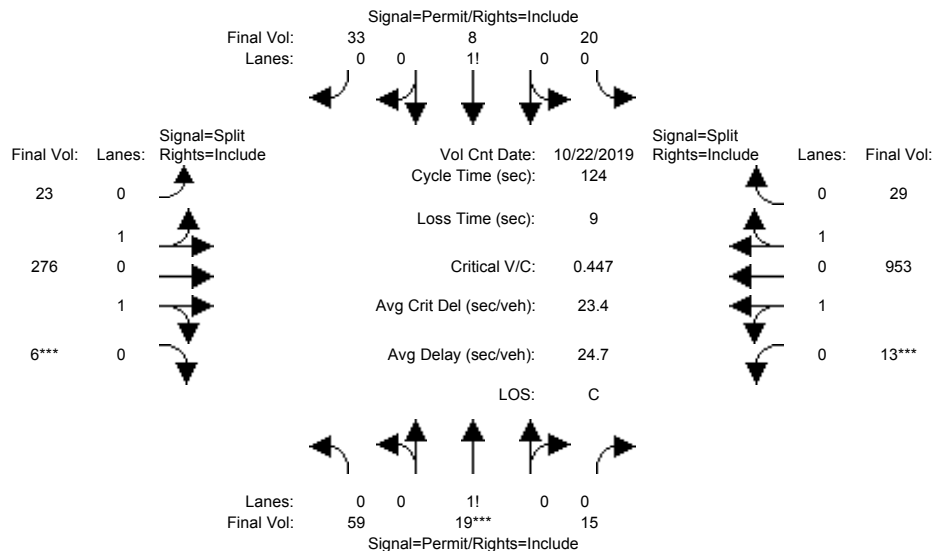 Signal=Permit/Rights=Include
Final Vol: 33 8 20
Lanes: 0 0 1! 0 0
Signal=Split Signal=Split
Final Vol: Lanes: Rights=Include Vol Cnt Date: 10/22/2019 Rights=Include Lanes: Final Vol:
Cycle Time (sec): 124
23 0 0 29
Loss Time (sec): 9
1 1
276 0 Critical V/C: 0.447 0 953
1 Avg Crit Del (sec/veh): 23.4 1
6*** 0 Avg Delay (sec/veh): 24.7 0 13***
LOS: C
Lanes: 0 0 1! 0 0
Final Vol: 59 19*** 15
Signal=Permit/Rights=Include